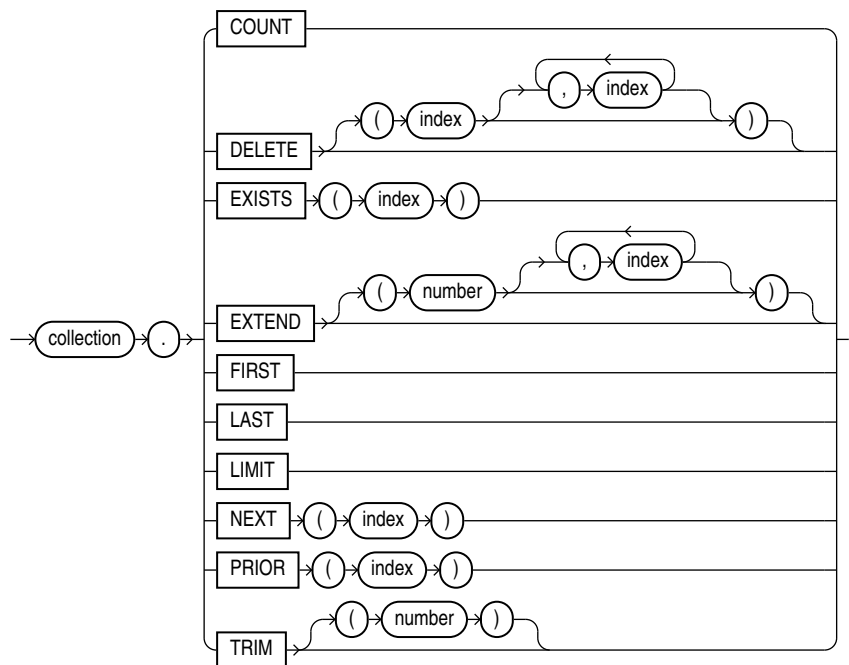 COUNT
, index
( index )
DELETE
EXISTS ( index )
, index
( number )
EXTEND
collection .
FIRST
LAST
LIMIT
NEXT ( index )
PRIOR ( index )
( number )
TRIM